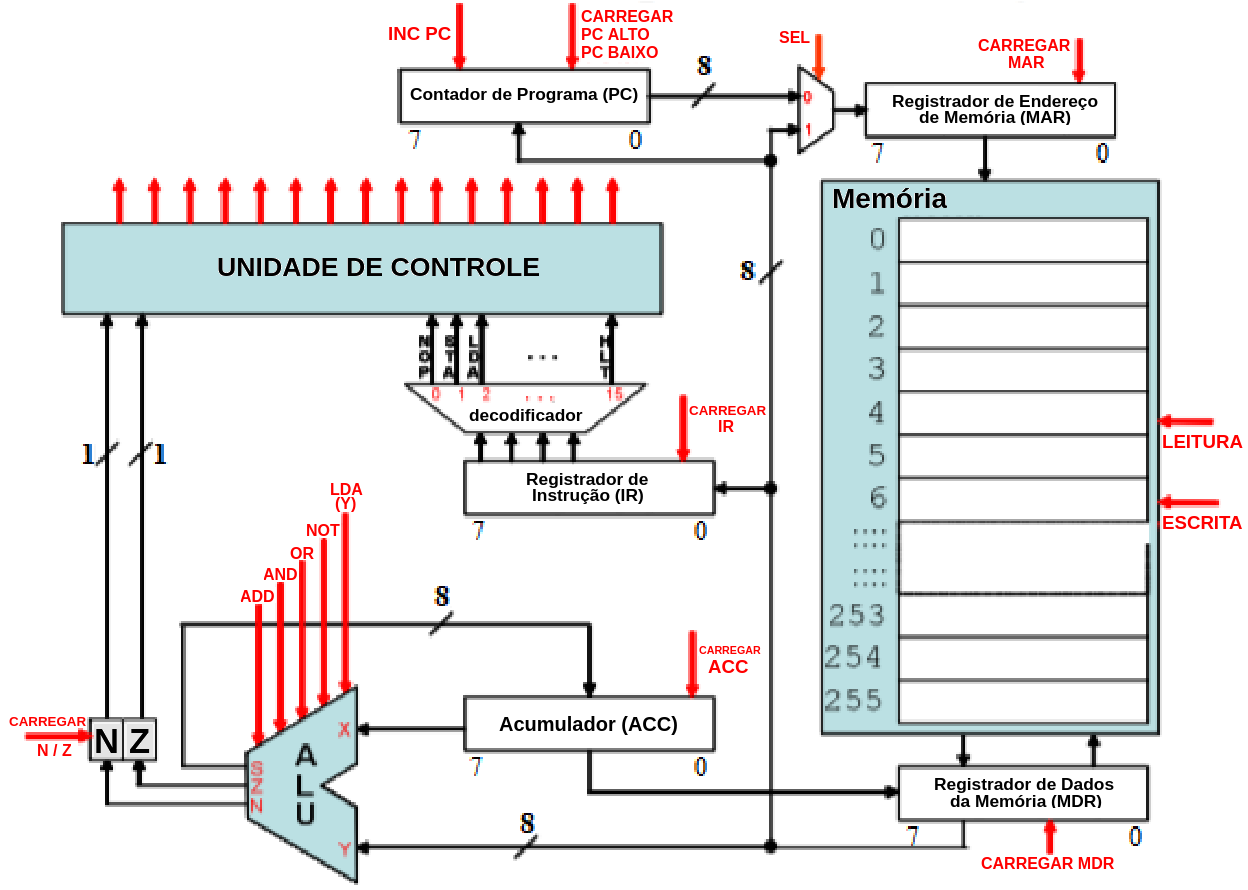 INC PC
CARREGAR
PC ALTO
PC BAIXO
Contador de Programa (PC)
7
0
8
SEL
0
1
CARREGAR
MAR
Registrador de Endereço
de Memória (MAR)
7
0
UNIDADE DE CONTROLE
8
NOP
STA
LDA
...
HLT
0
1
2
...
15
decodificador
CARREGAR
IR
Registrador de
Instrução (IR)
7
0
1
1
Memória
0
1
2
3
4
5
6
::::
::::
253
254
255
LEITURA
ESCRITA
LDA
(Y)
NOT
OR
AND
ADD
8
CARREGAR
ACC
Acumulador (ACC)
7
0
CARREGAR
N / Z
N Z
X
ALU
S
Z
N
Y
8
Registrador de Dados
da Memória (MDR)
7
0
CARREGAR MDR